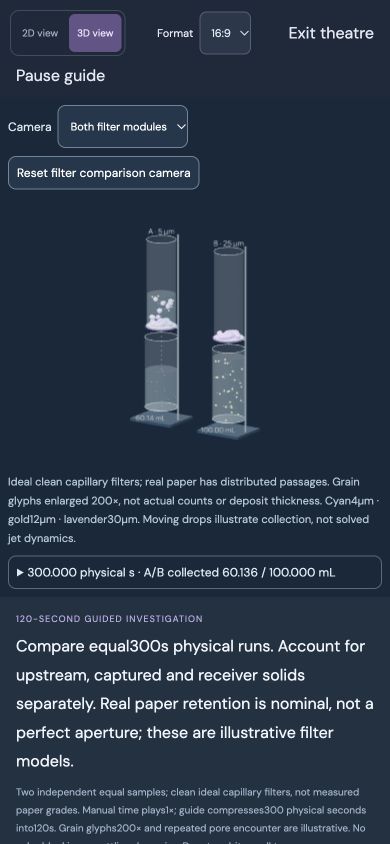 2D view 3D view Format 16:9 Exit theatre
Pause guide
Camera Both filter modules
Reset filter comparison camera
A · 5 µm
B · 25 µm
60.14 mL
100.00 mL
Ideal clean capillary filters; real paper has distributed passages. Grain
glyphs enlarged 200×, not actual counts or deposit thickness. Cyan4µm ·
gold12µm · lavender30µm. Moving drops illustrate collection, not solved
jet dynamics.
▶ 300.000 physical s · A/B collected 60.136 / 100.000 mL
120-SECOND GUIDED INVESTIGATION
Compare equal300s physical runs. Account for
upstream, captured and receiver solids
separately. Real paper retention is nominal, not a
perfect aperture; these are illustrative filter
models.
Two independent equal samples; clean ideal capillary filters, not measured
paper grades. Manual time plays1×; guide compresses300 physical seconds
into120s. Grain glyphs200× and repeated pore encounter are illustrative. No